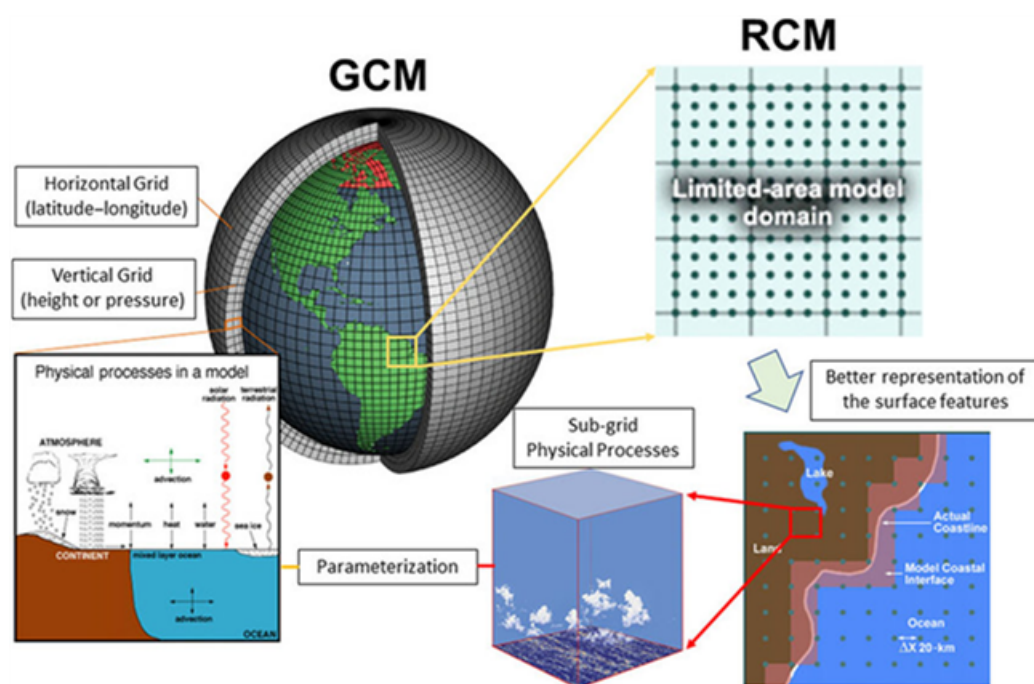 GCM
RCM
Horizontal Grid
(latitude–longitude)
Vertical Grid
(height or pressure)
Limited-area model
domain
Physical processes in a model
solar
radiation
terrestrial
radiation
ATMOSPHERE
advection
snow
momentum
heat
water
sea ice
CONTINENT
mixed layer ocean
advection
OCEAN
Parameterization
Sub-grid
Physical Processes
Better representation of
the surface features
Lake
Land
Actual
Coastline
Model Coastal
Interface
Ocean
ΔX 20-km